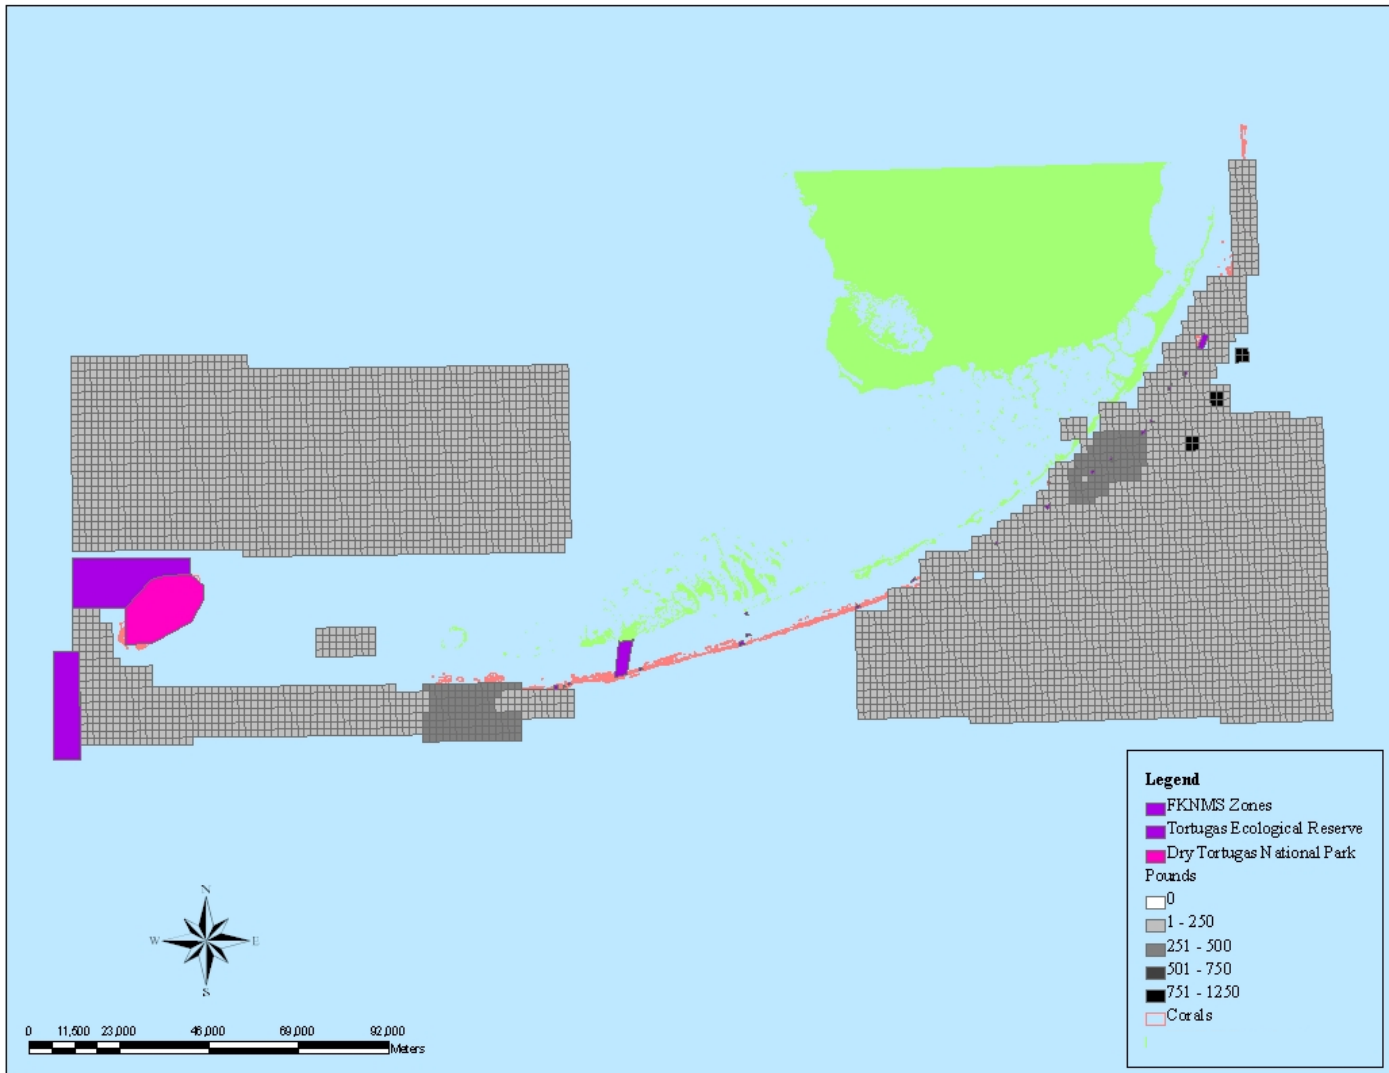 Legend
FKNMS Zones
Tortugas Ecological Reserve
Dry Tortugas National Park
Pounds
0
1 - 250
251 - 500
501 - 750
751 - 1250
Corals
N
W E
S
0 11,500 23,000 46,000 69,000 92,000
Meters